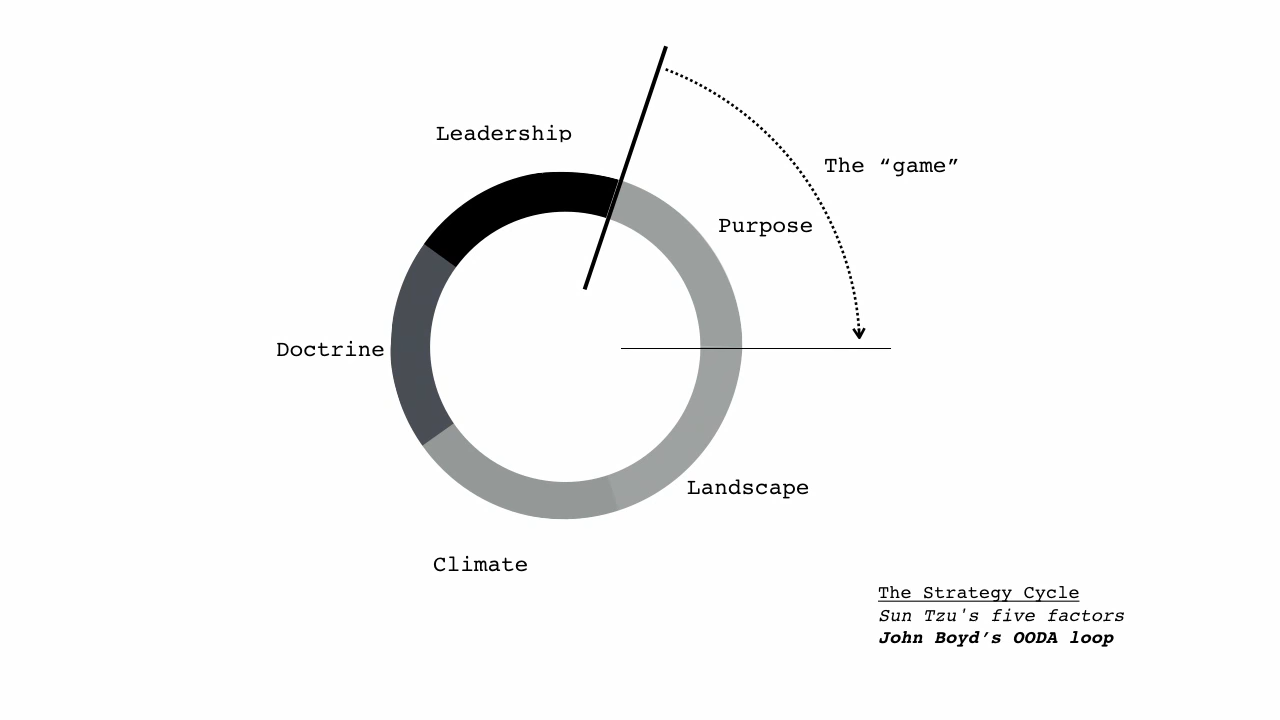 Leadership
The “game”
Purpose
Doctrine
Landscape
Climate
The Strategy Cycle
Sun Tzu's five factors
John Boyd’s OODA loop